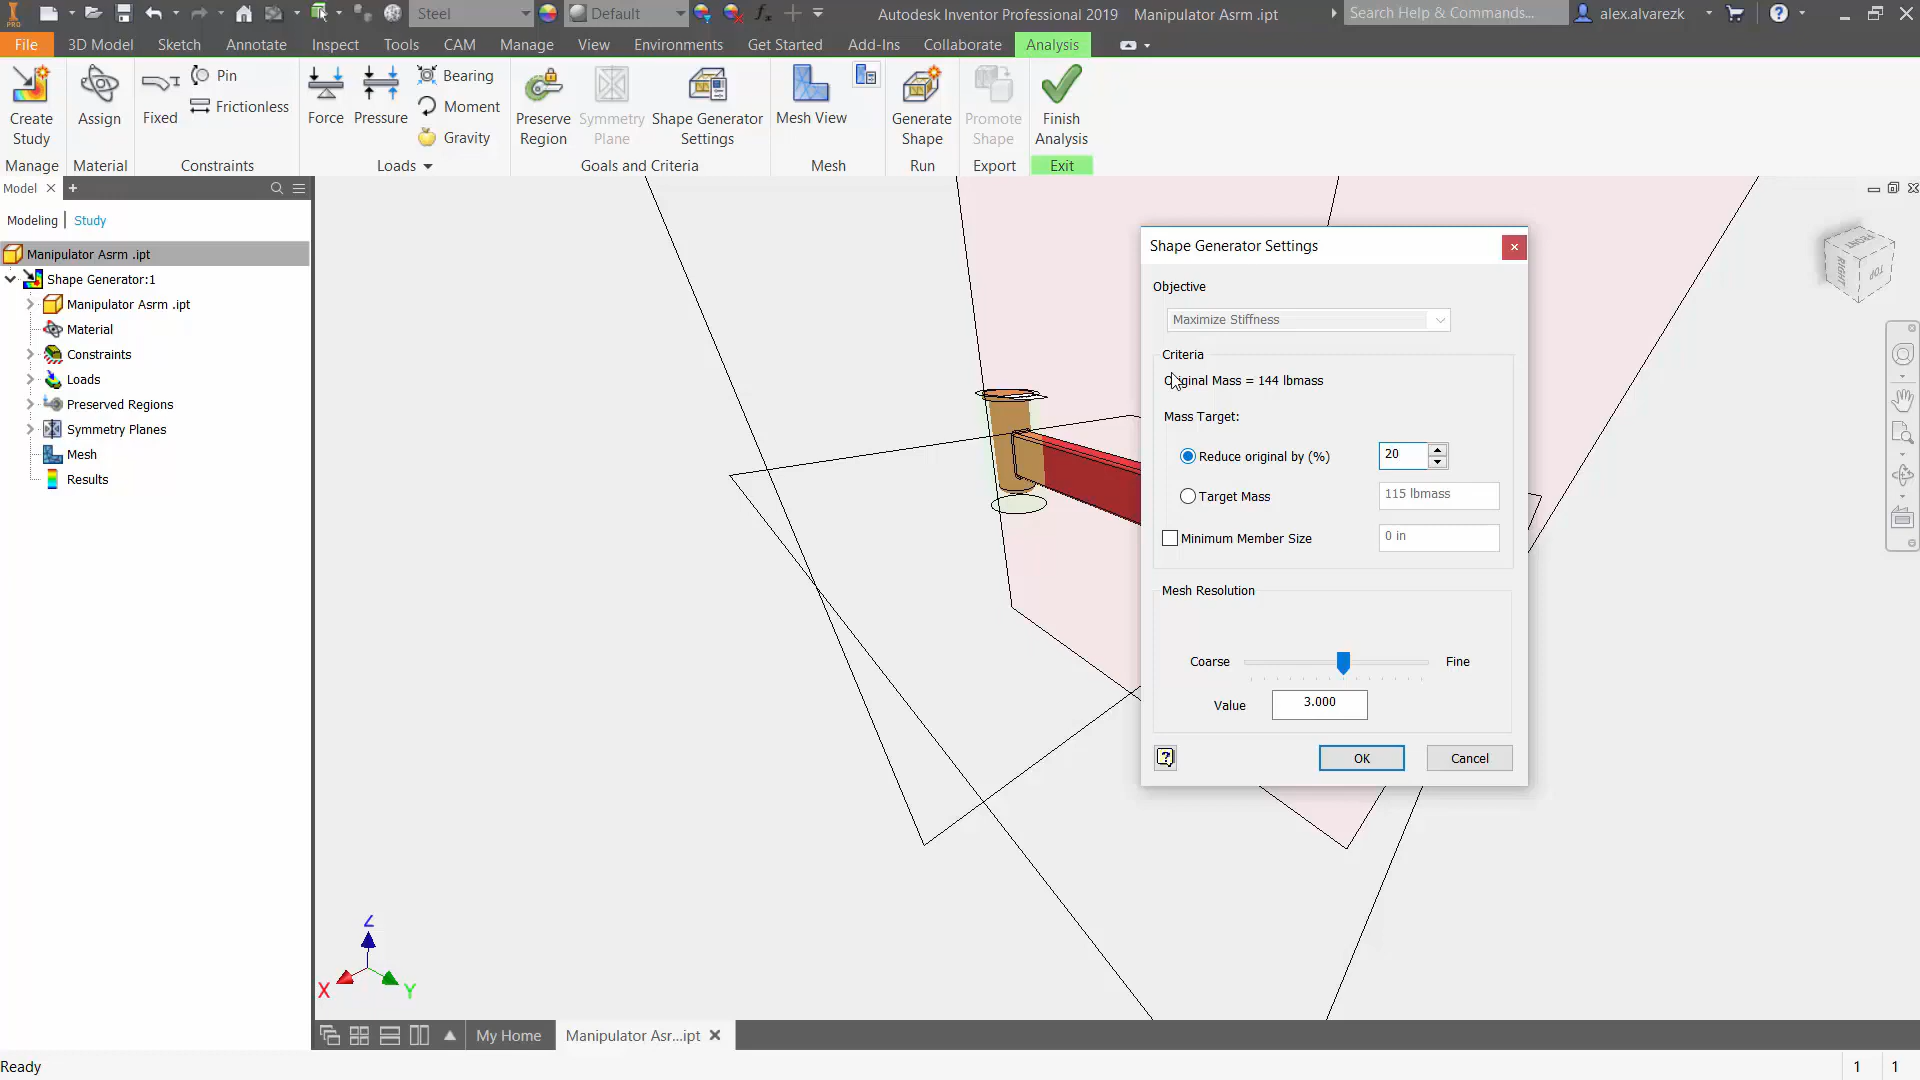 PRO
Steel
Default
Autodesk Inventor Professional 2019
Manipulator Asrm .ipt
Search Help & Commands...
alex.alvarezk
File
3D Model
Sketch
Annotate
Inspect
Tools
CAM
Manage
View
Environments
Get Started
Add-Ins
Collaborate
Analysis
Create
Study
Assign
Fixed
Pin
Frictionless
Force
Pressure
Bearing
Moment
Gravity
Preserve
Region
Symmetry
Plane
Shape Generator
Settings
Mesh View
Generate
Shape
Promote
Shape
Finish
Analysis
Manage
Material
Constraints
Loads
Goals and Criteria
Mesh
Run
Export
Exit
Model
Modeling
Study
Manipulator Asrm .ipt
Shape Generator:1
Manipulator Asrm .ipt
Material
Constraints
Loads
Preserved Regions
Symmetry Planes
Mesh
Results
Shape Generator Settings
Objective
Maximize Stiffness
Criteria
Original Mass = 144 lbmass
Mass Target:
Reduce original by (%)
20
Target Mass
115 lbmass
Minimum Member Size
0 in
Mesh Resolution
Coarse
Fine
Value
3.000
OK
Cancel
FRONT
RIGHT
TOP
Z
X
Y
My Home
Manipulator Asr...ipt
Ready
1
1